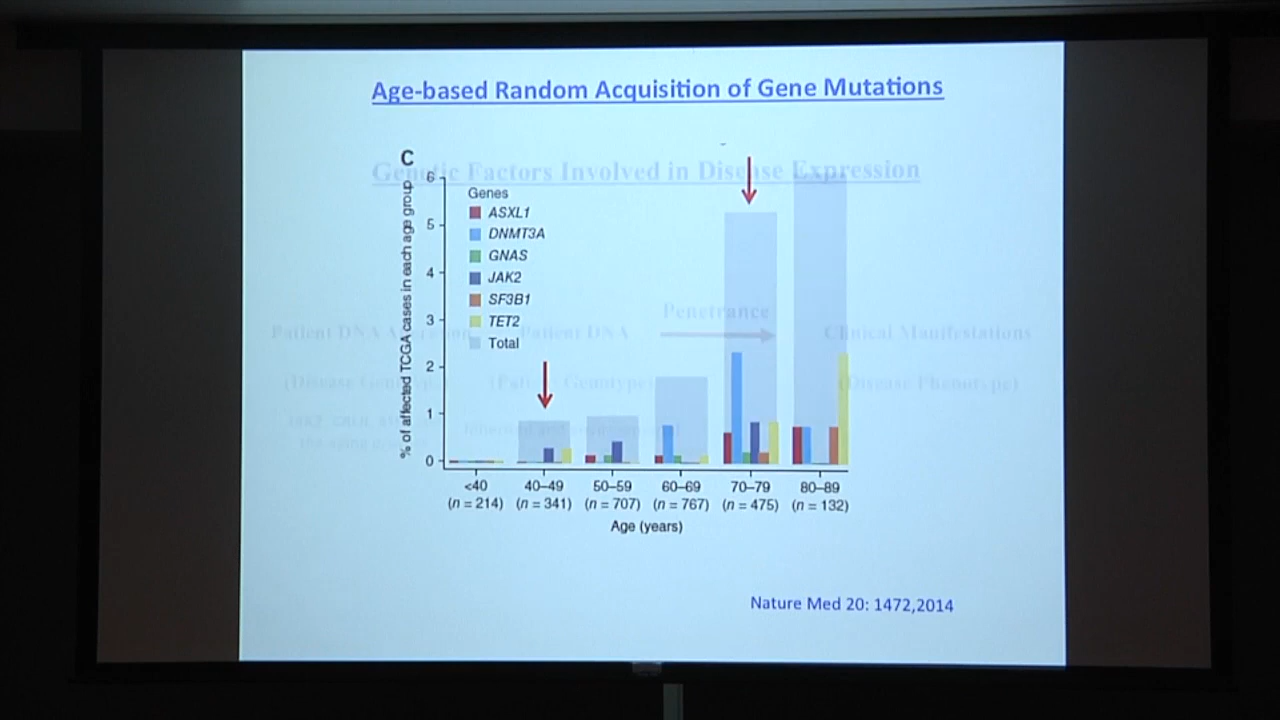 Age-based Random Acquisition of Gene Mutations
Genetic Factors Involved in Disease Expression
C
% of affected TCGA cases in each age group
6
5
4
3
2
1
0
Genes
ASXL1
DNMT3A
GNAS
JAK2
SF3B1
TET2
Total
Penetrance
Patient DNA
Patient DNA
Clinical Manifestations
(Disease
(Patient Genotype)
(Disease Phenotype)
<40 40–49 50–59 60–69 70–79 80–89
(n = 214) (n = 341) (n = 707) (n = 767) (n = 475) (n = 132)
Age (years)
Nature Med 20: 1472,2014